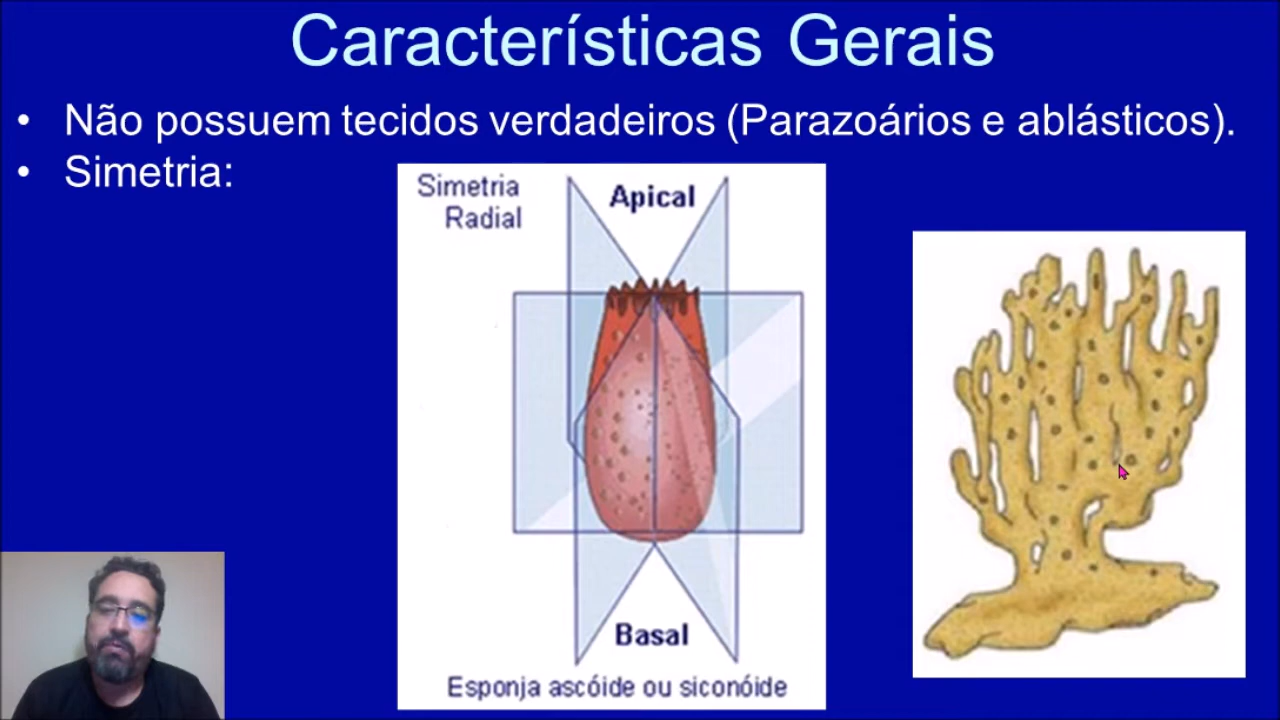 Características Gerais
• Não possuem tecidos verdadeiros (Parazoários e ablásticos).
• Simetria:
Simetria
Radial
Apical
Basal
Esponja ascóide ou siconóide